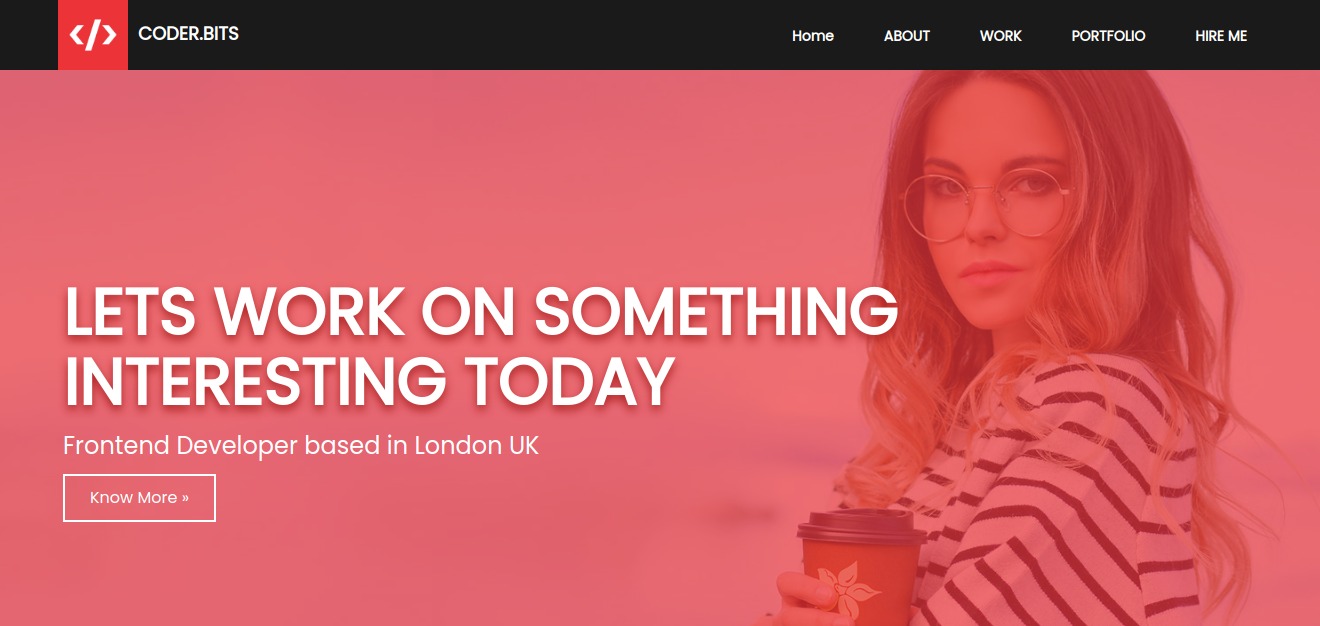 CODER.BITS
Home ABOUT WORK PORTFOLIO HIRE ME
LETS WORK ON SOMETHING
INTERESTING TODAY
Frontend Developer based in London UK
Know More »